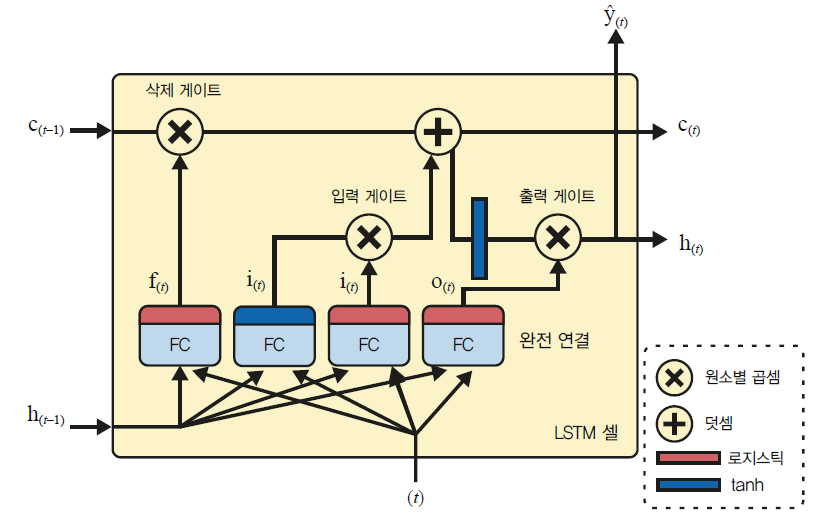 ŷ(t)
삭제 게이트
c(t–1)
c(t)
입력 게이트
출력 게이트
h(t)
f(t)
i(t)
i(t)
o(t)
FC
FC
FC
FC
완전 연결
h(t–1)
LSTM 셀
(t)
원소별 곱셈
덧셈
로지스틱
tanh